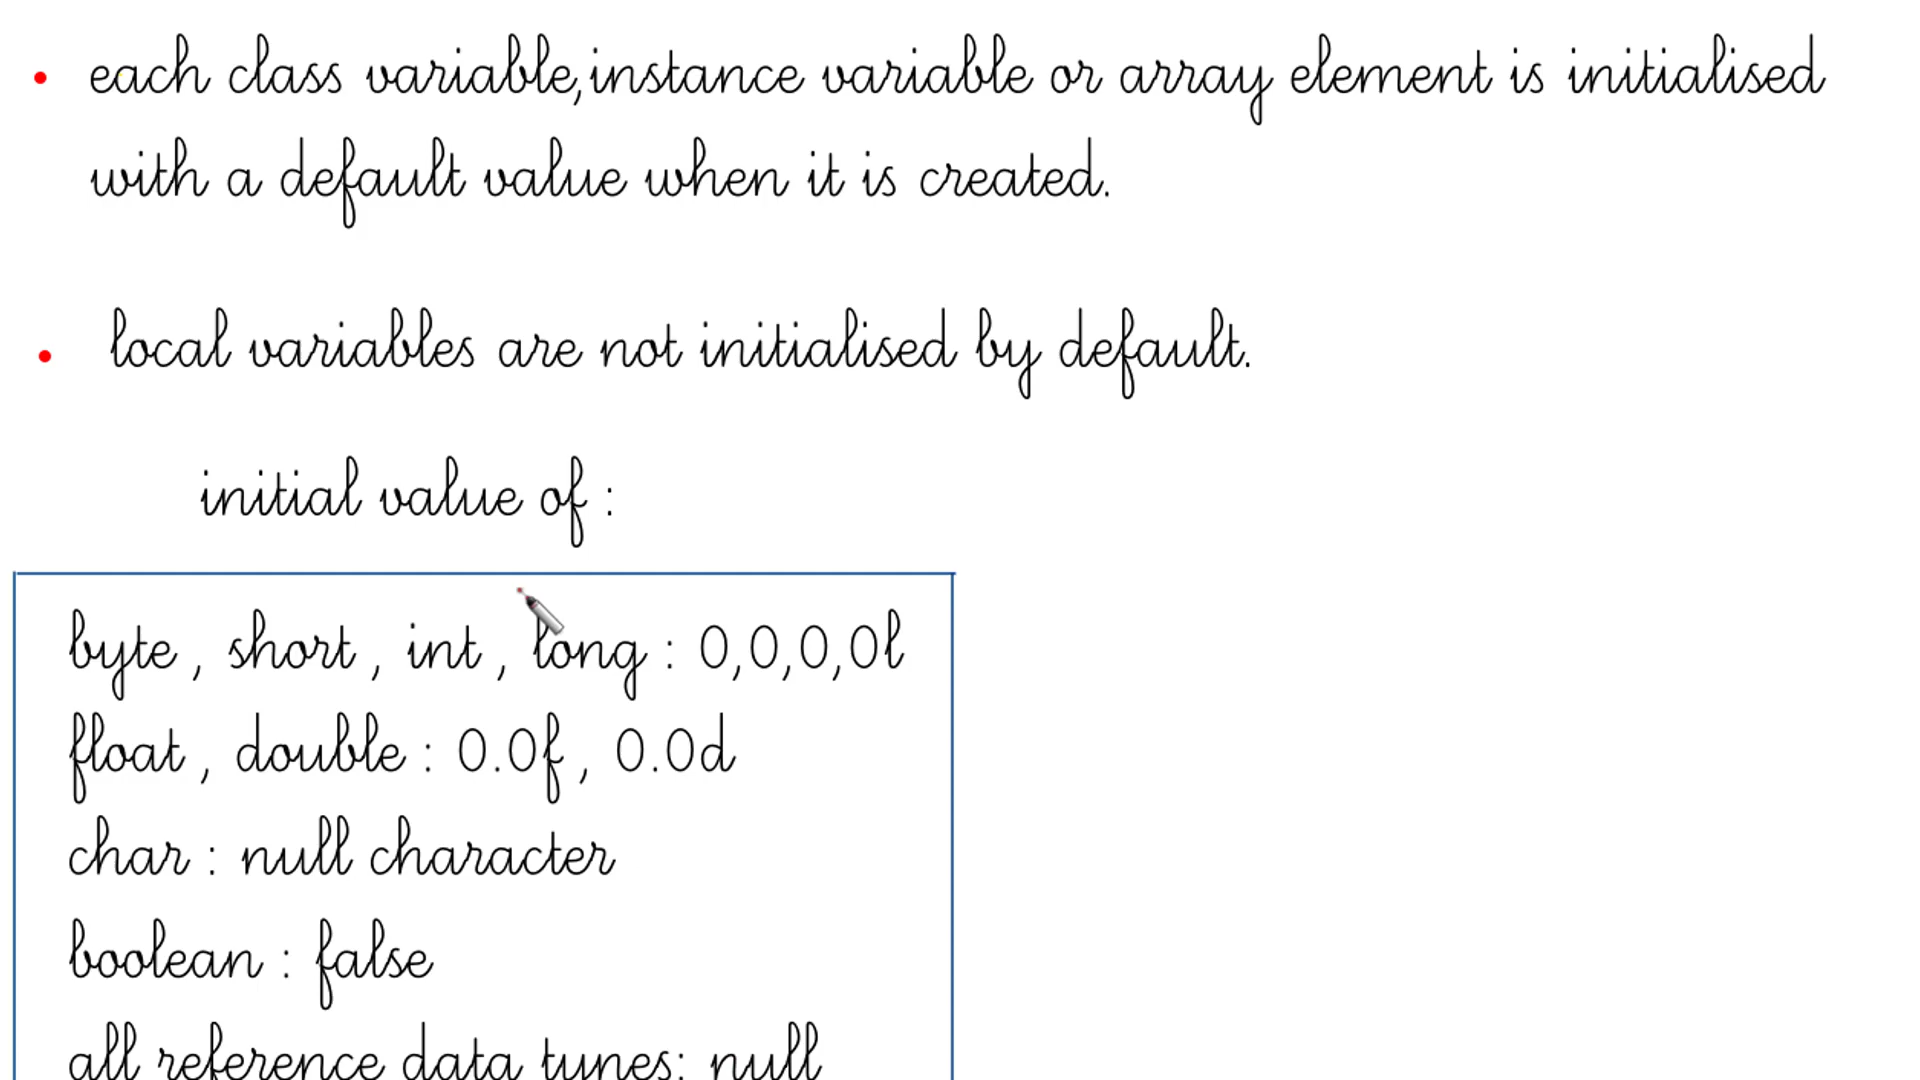 each class variable,instance variable or array element is initialised
with a default value when it is created.
local variables are not initialised by default.
initial value of :
byte , short , int , long : 0,0,0,0l
float , double : 0.0f , 0.0d
char : null character
boolean : false
all reference data types: null